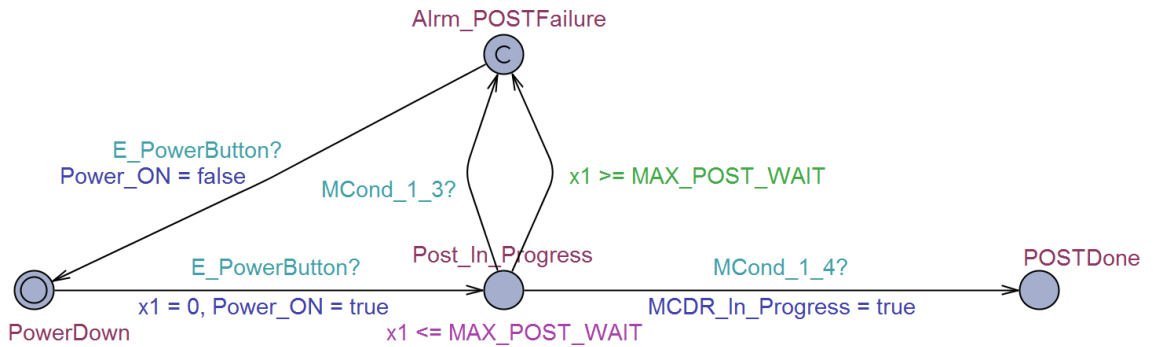 Alrm_POSTFailure
C
E_PowerButton?
Power_ON = false
MCond_1_3?
x1 >= MAX_POST_WAIT
Post_In_Progress
E_PowerButton?
MCond_1_4?
POSTDone
x1 = 0, Power_ON = true
MCDR_In_Progress = true
PowerDown
x1 <= MAX_POST_WAIT